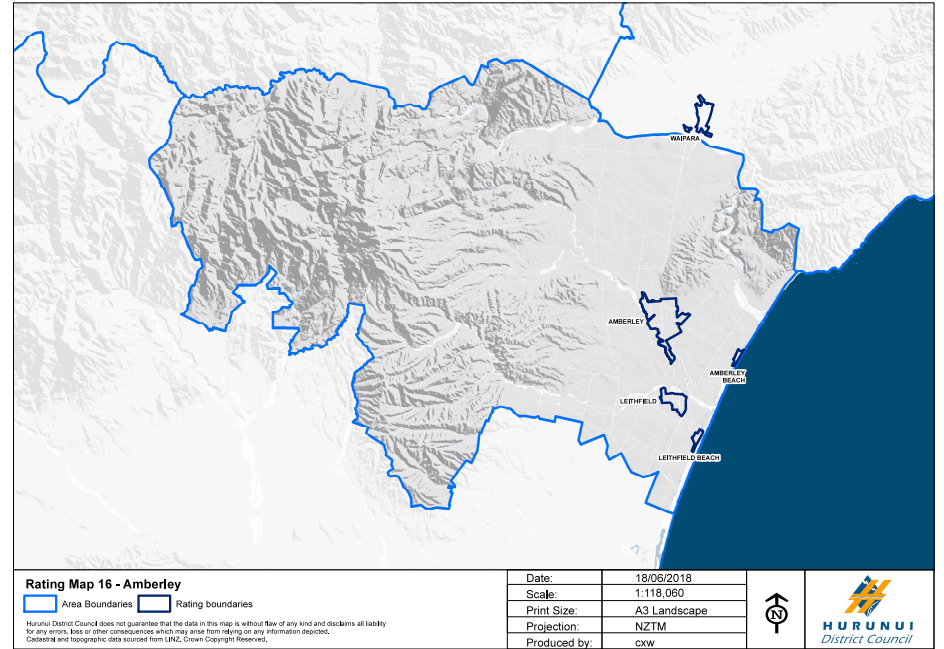 WAIPARA
AMBERLEY
AMBERLEY
BEACH
LEITHFIELD
LEITHFIELD BEACH
Rating Map 16 - Amberley
Area Boundaries
Rating boundaries
Hurunui District Council does not guarantee that the data in this map is without flaw of any kind and disclaims all liability
for any errors, loss or other consequences which may arise from relying on any information depicted.
Cadastral and topographic data sourced from LINZ. Crown Copyright Reserved.
Date: 18/06/2018
Scale: 1:118,060
Print Size: A3 Landscape
Projection: NZTM
Produced by: cxw
N
HURUNUI
District Council